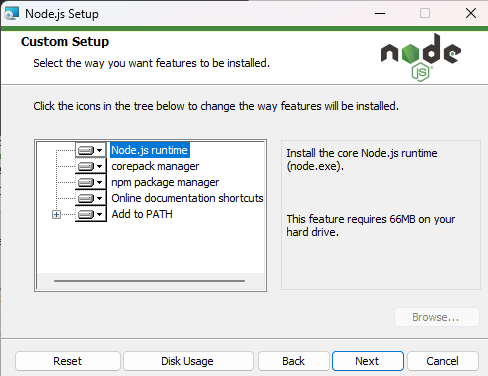 Node.js Setup
Custom Setup
Select the way you want features to be installed.
node
JS
Click the icons in the tree below to change the way features will be installed.
Node.js runtime
corepack manager
npm package manager
Online documentation shortcuts
Add to PATH
Install the core Node.js runtime
(node.exe).
This feature requires 66MB on your
hard drive.
Browse...
Reset
Disk Usage
Back
Next
Cancel